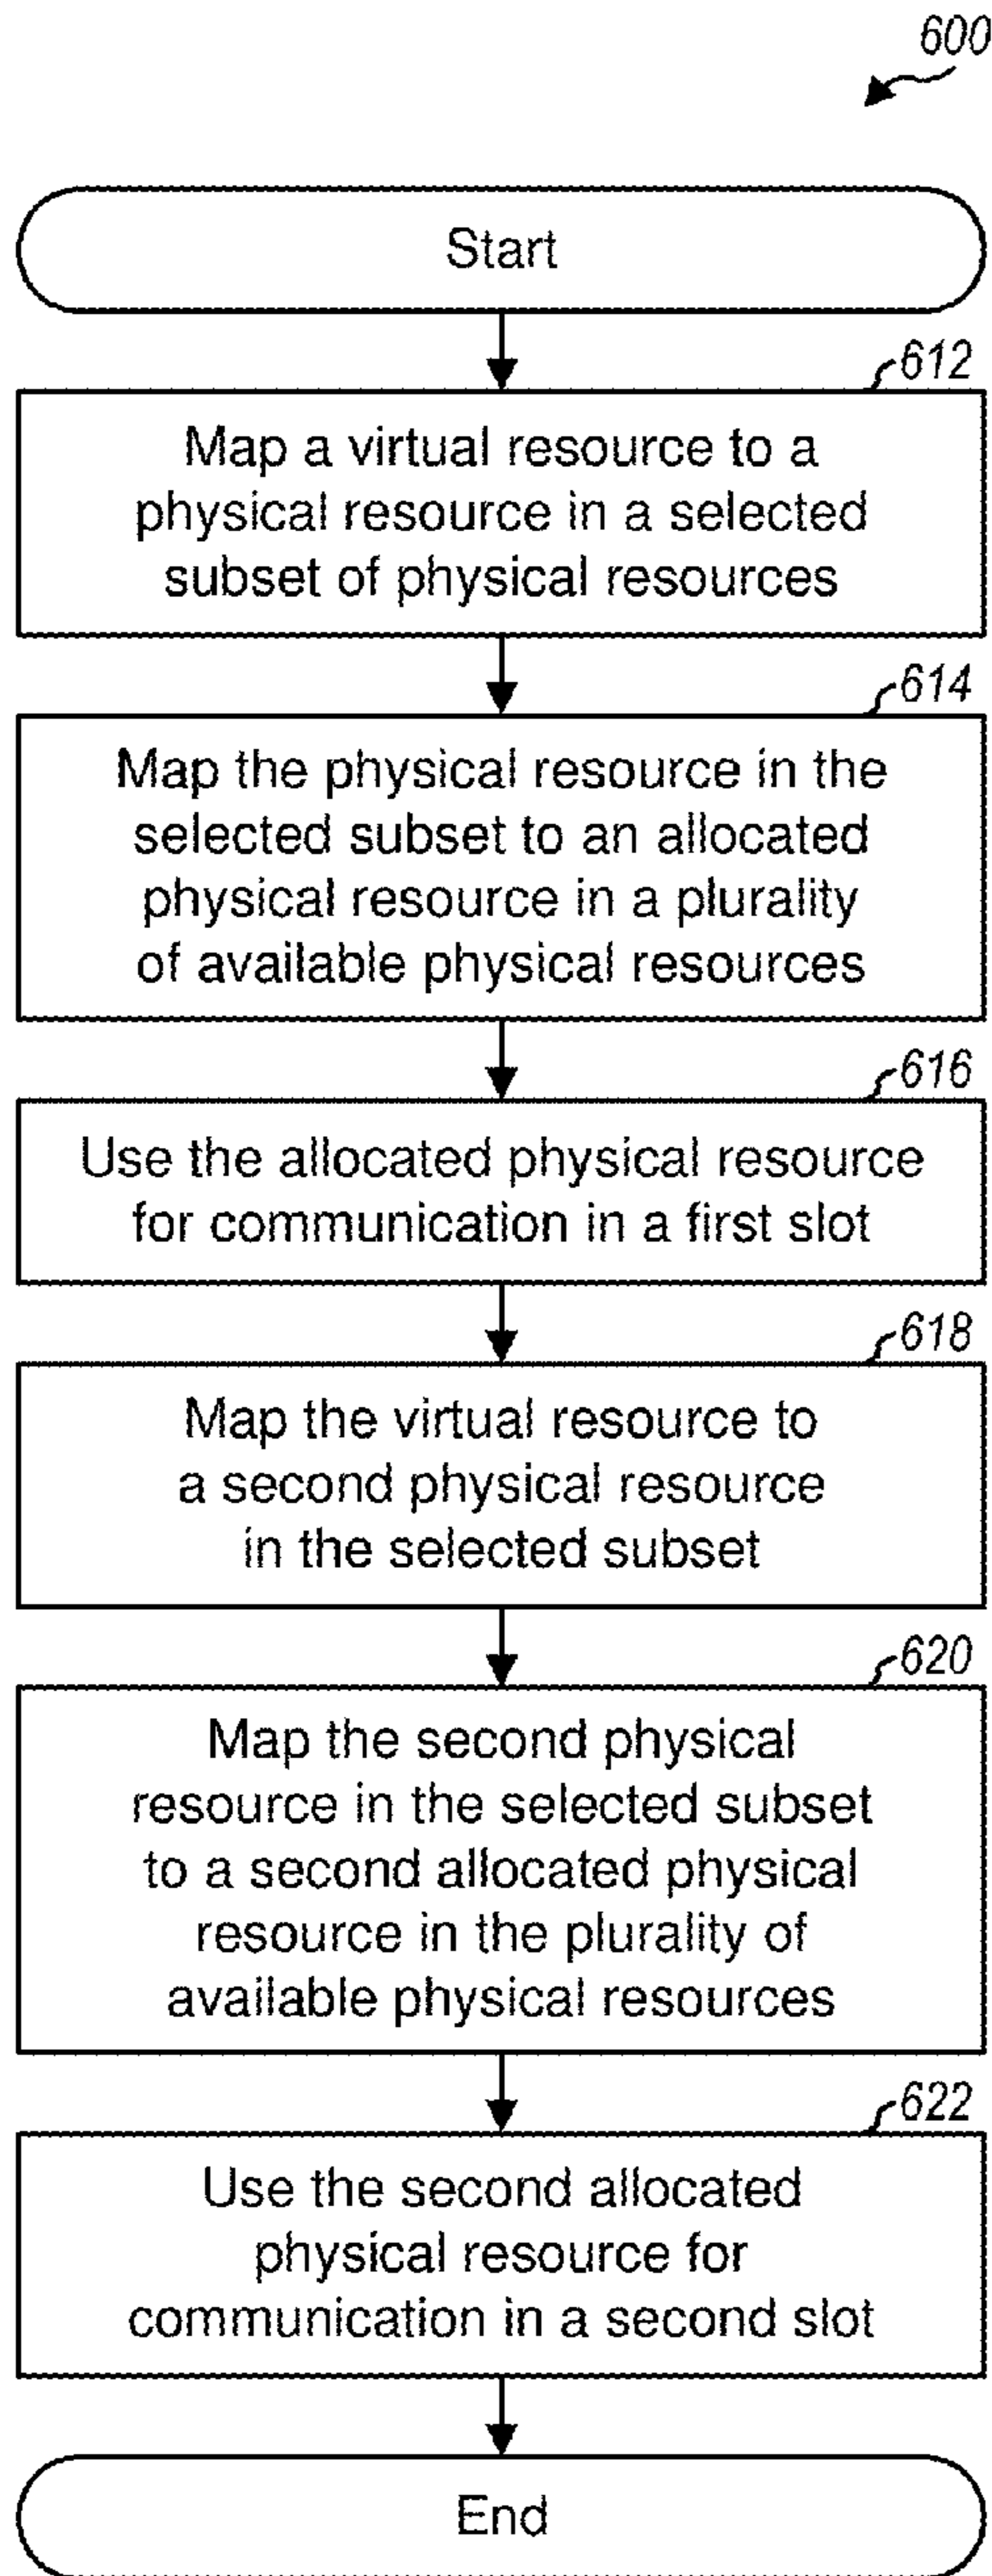 600
Start
612
Map a virtual resource to a
physical resource in a selected
subset of physical resources
614
Map the physical resource in the
selected subset to an allocated
physical resource in a plurality
of available physical resources
616
Use the allocated physical resource
for communication in a first slot
618
Map the virtual resource to
a second physical resource
in the selected subset
620
Map the second physical
resource in the selected subset
to a second allocated physical
resource in the plurality of
available physical resources
622
Use the second allocated
physical resource for
communication in a second slot
End